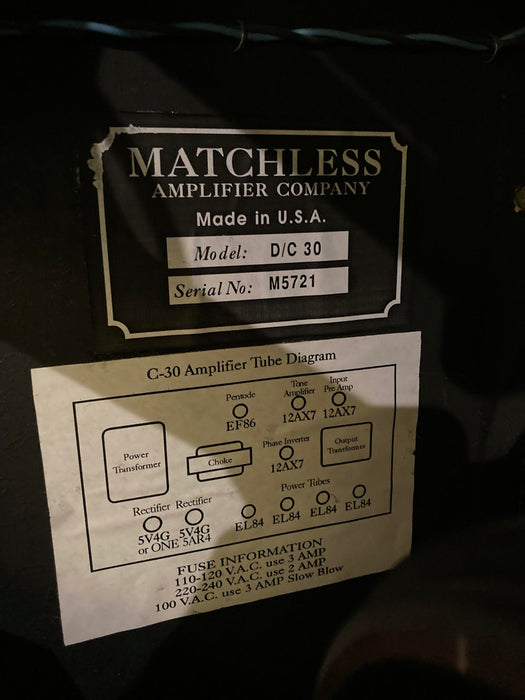 MATCHLESS
AMPLIFIER COMPANY
Made in U.S.A.
Model: D/C 30
Serial No: M5721
C-30 Amplifier Tube Diagram
Pentode
EF86
Tone
Amplifier
12AX7
Input
Pre Amp
12AX7
Power
Transformer
Choke
Phase Inverter
12AX7
Output
Transformer
Rectifier
5V4G
Rectifier
5V4G
or ONE 5AR4
Power Tubes
EL84
EL84
EL84
EL84
FUSE INFORMATION
110-120 V.A.C. use 3 AMP
220-240 V.A.C. use 2 AMP
100 V.A.C. use 3 AMP Slow Blow